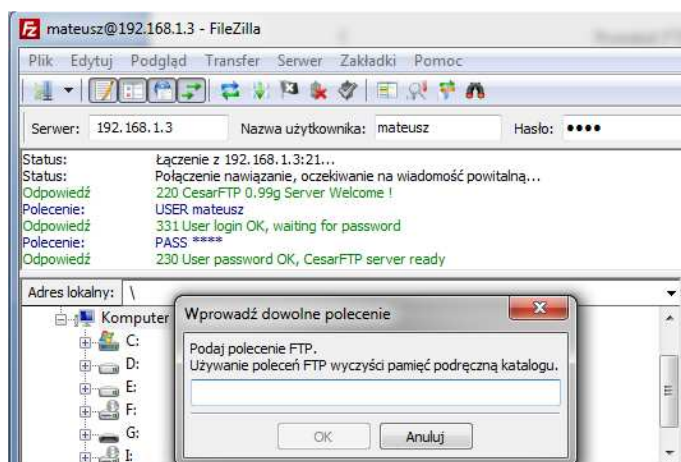 mateusz@192.168.1.3 - FileZilla
Plik Edytuj Podgląd Transfer Serwer Zakładki Pomoc
Serwer: 192.168.1.3 Nazwa użytkownika: mateusz Hasło: ••••
Status: Łączenie z 192.168.1.3:21...
Status: Połączenie nawiązanie, oczekiwanie na wiadomość powitalną...
Odpowiedź 220 CesarFTP 0.99g Server Welcome !
Polecenie: USER mateusz
Odpowiedź 331 User login OK, waiting for password
Polecenie: PASS ****
Odpowiedź 230 User password OK, CesarFTP server ready
Adres lokalny: \
Komputer
C:
D:
E:
F:
G:
I:
Wprowadź dowolne polecenie
Podaj polecenie FTP.
Używanie poleceń FTP wyczyści pamięć podręczną katalogu.
OK Anuluj